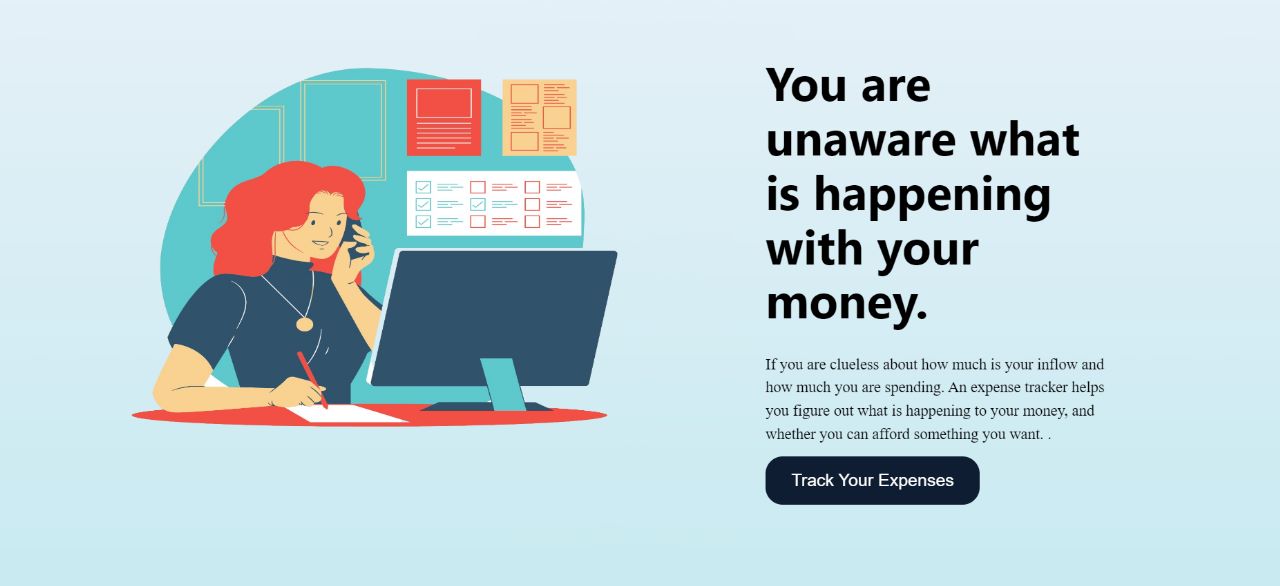 You are
unaware what
is happening
with your
money.
If you are clueless about how much is your inflow and
how much you are spending. An expense tracker helps
you figure out what is happening to your money, and
whether you can afford something you want. .
Track Your Expenses